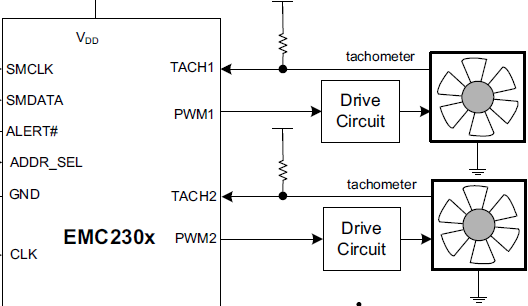 VDD
SMCLK
SMDATA
ALERT#
ADDR_SEL
GND
CLK
EMC230x
TACH1
PWM1
TACH2
PWM2
tachometer
Drive
Circuit
tachometer
Drive
Circuit